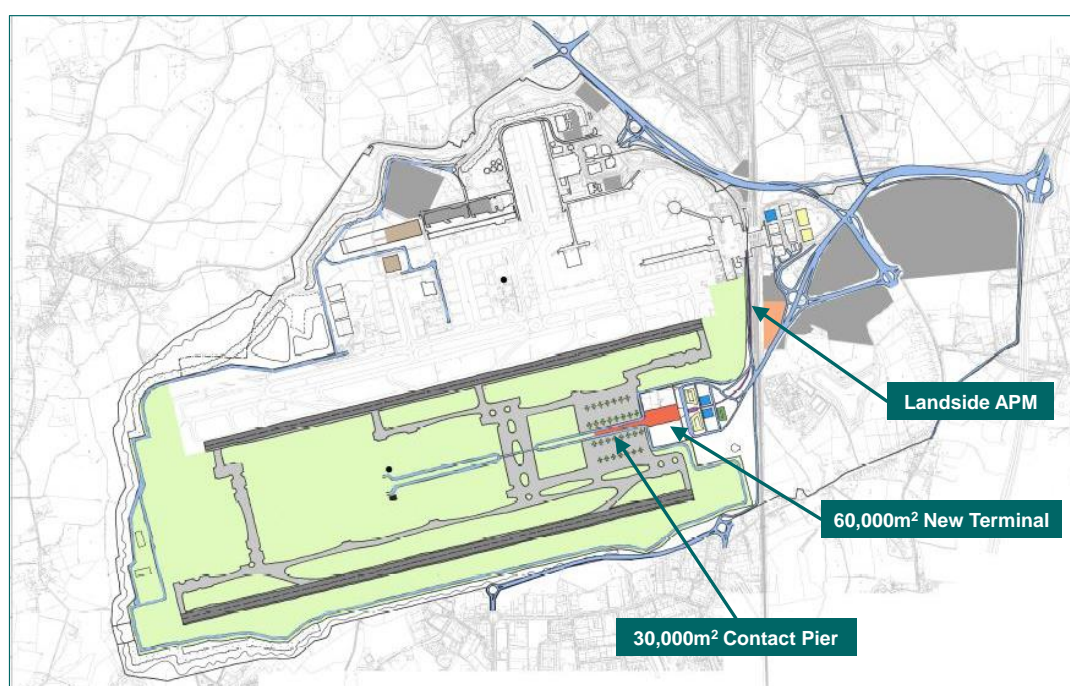 Landside APM
60,000m² New Terminal
30,000m² Contact Pier